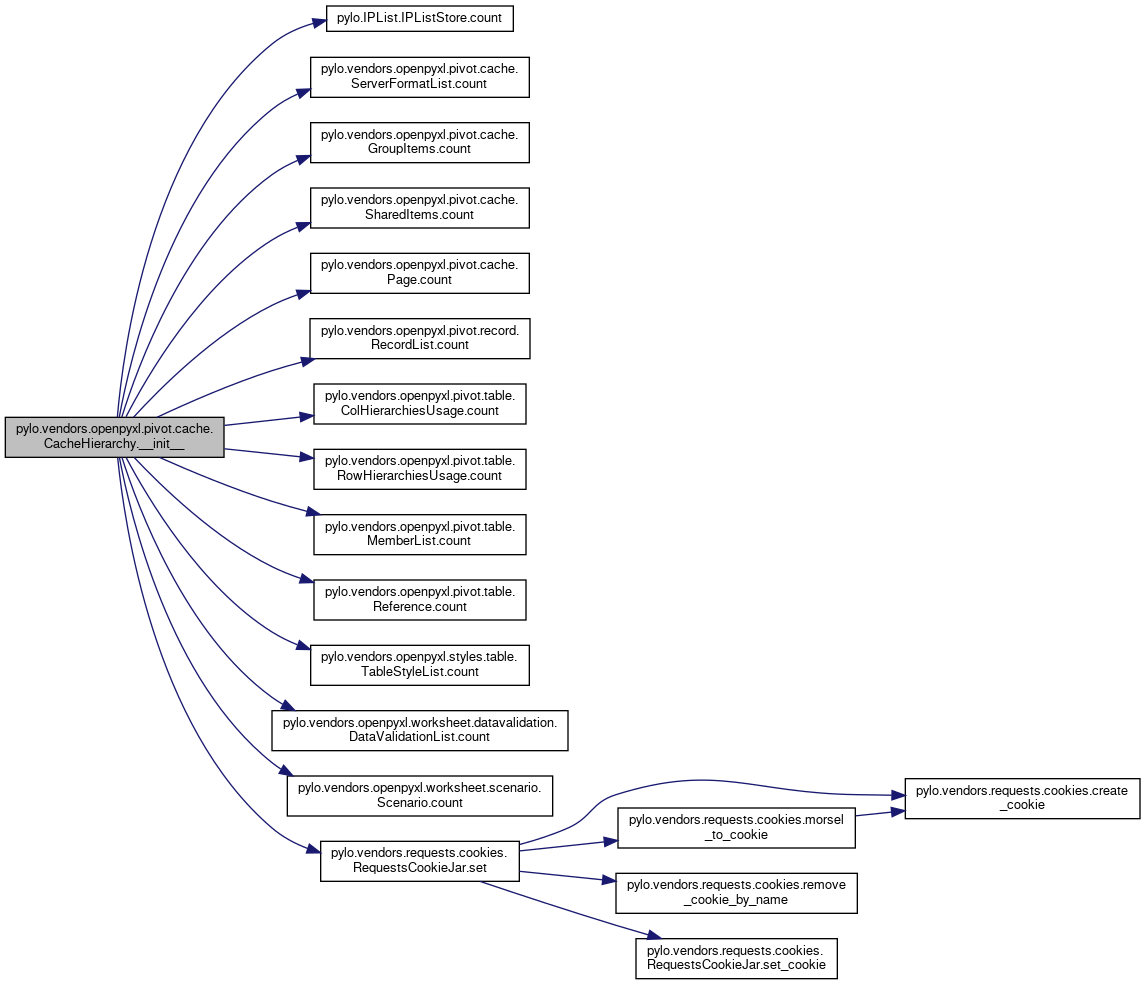 pylo.IPList.IPListStore.count
pylo.vendors.openpyxl.pivot.cache.
ServerFormatList.count
pylo.vendors.openpyxl.pivot.cache.
GroupItems.count
pylo.vendors.openpyxl.pivot.cache.
SharedItems.count
pylo.vendors.openpyxl.pivot.cache.
Page.count
pylo.vendors.openpyxl.pivot.record.
RecordList.count
pylo.vendors.openpyxl.pivot.table.
ColHierarchiesUsage.count
pylo.vendors.openpyxl.pivot.cache.
CacheHierarchy.__init__
pylo.vendors.openpyxl.pivot.table.
RowHierarchiesUsage.count
pylo.vendors.openpyxl.pivot.table.
MemberList.count
pylo.vendors.openpyxl.pivot.table.
Reference.count
pylo.vendors.openpyxl.styles.table.
TableStyleList.count
pylo.vendors.openpyxl.worksheet.datavalidation.
DataValidationList.count
pylo.vendors.openpyxl.worksheet.scenario.
Scenario.count
pylo.vendors.requests.cookies.
RequestsCookieJar.set
pylo.vendors.requests.cookies.morsel
_to_cookie
pylo.vendors.requests.cookies.create
_cookie
pylo.vendors.requests.cookies.remove
_cookie_by_name
pylo.vendors.requests.cookies.
RequestsCookieJar.set_cookie